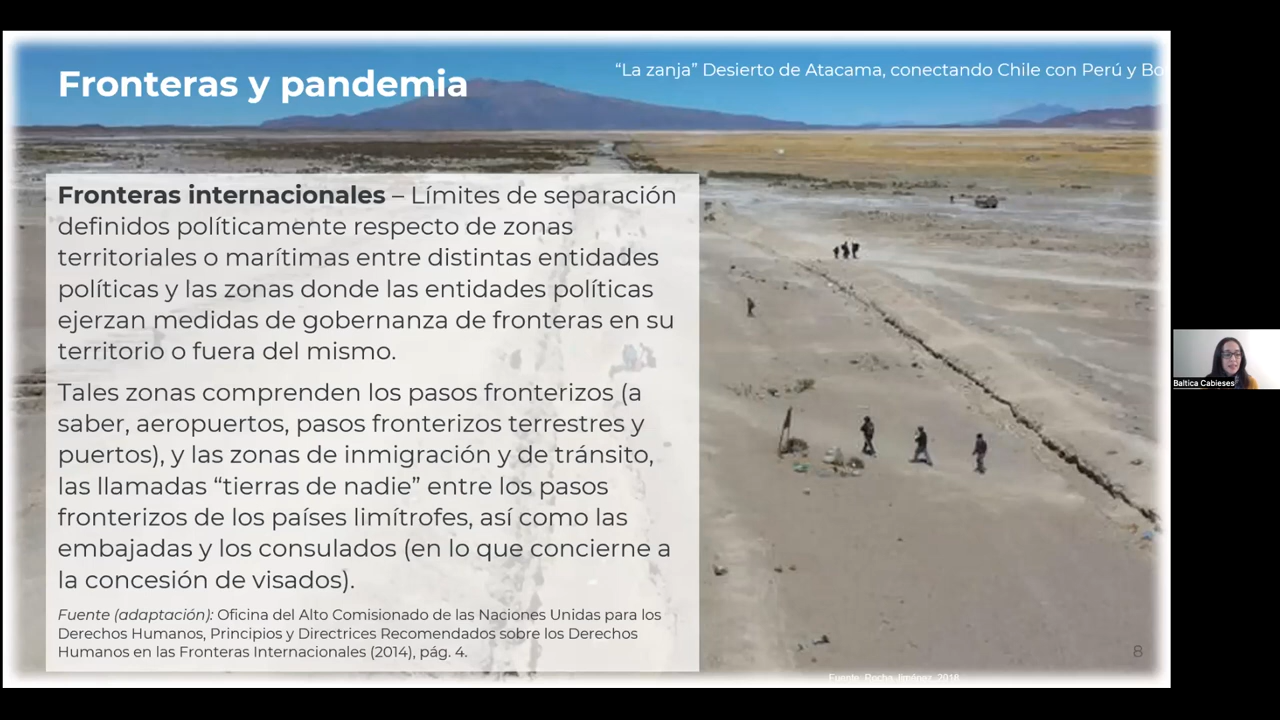 Fronteras y pandemia
“La zanja” Desierto de Atacama, conectando Chile con Perú y Bo
Fronteras internacionales – Límites de separación
definidos políticamente respecto de zonas
territoriales o marítimas entre distintas entidades
políticas y las zonas donde las entidades políticas
ejerzan medidas de gobernanza de fronteras en su
territorio o fuera del mismo.
Tales zonas comprenden los pasos fronterizos (a
saber, aeropuertos, pasos fronterizos terrestres y
puertos), y las zonas de inmigración y de tránsito,
las llamadas “tierras de nadie” entre los pasos
fronterizos de los países limítrofes, así como las
embajadas y los consulados (en lo que concierne a
la concesión de visados).
Fuente (adaptación): Oficina del Alto Comisionado de las Naciones Unidas para los
Derechos Humanos, Principios y Directrices Recomendados sobre los Derechos
Humanos en las Fronteras Internacionales (2014), pág. 4.
8
Fuente, Rocha Jiménez, 2018
Baltica Cabieses